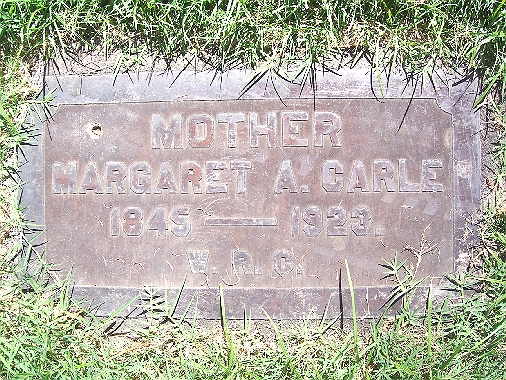 MOTHER
MARGARET A. CARLE
1845 — 1923.
W. R. C.